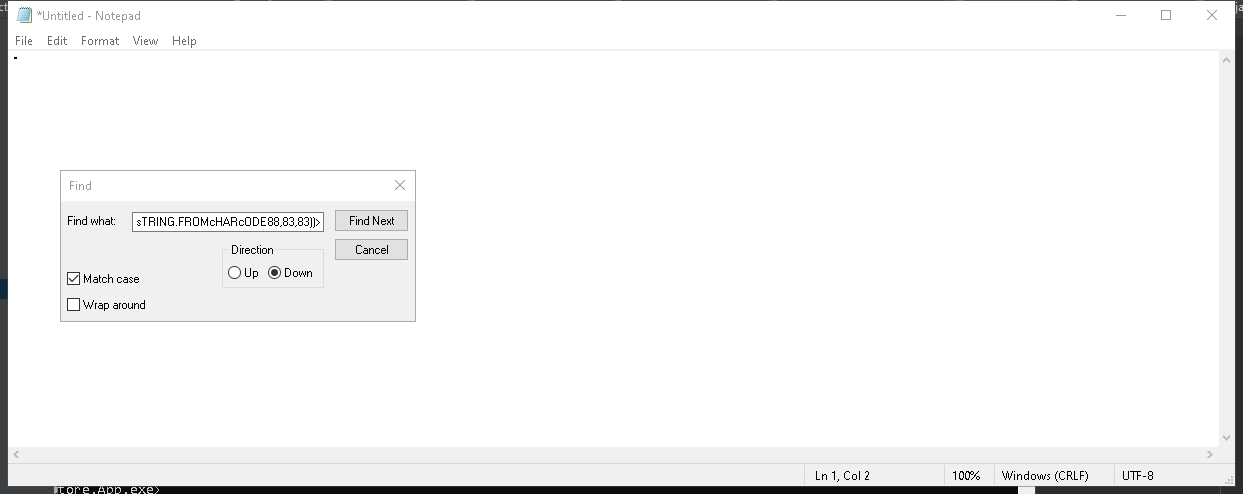 *Untitled - Notepad
File Edit Format View Help
Find
Find what: sTRING.FROMcHARcODE88,83,83))> Find Next
Direction Cancel
Up Down
Match case
Wrap around
Ln 1, Col 2 100% Windows (CRLF) UTF-8
tore.App.exe>